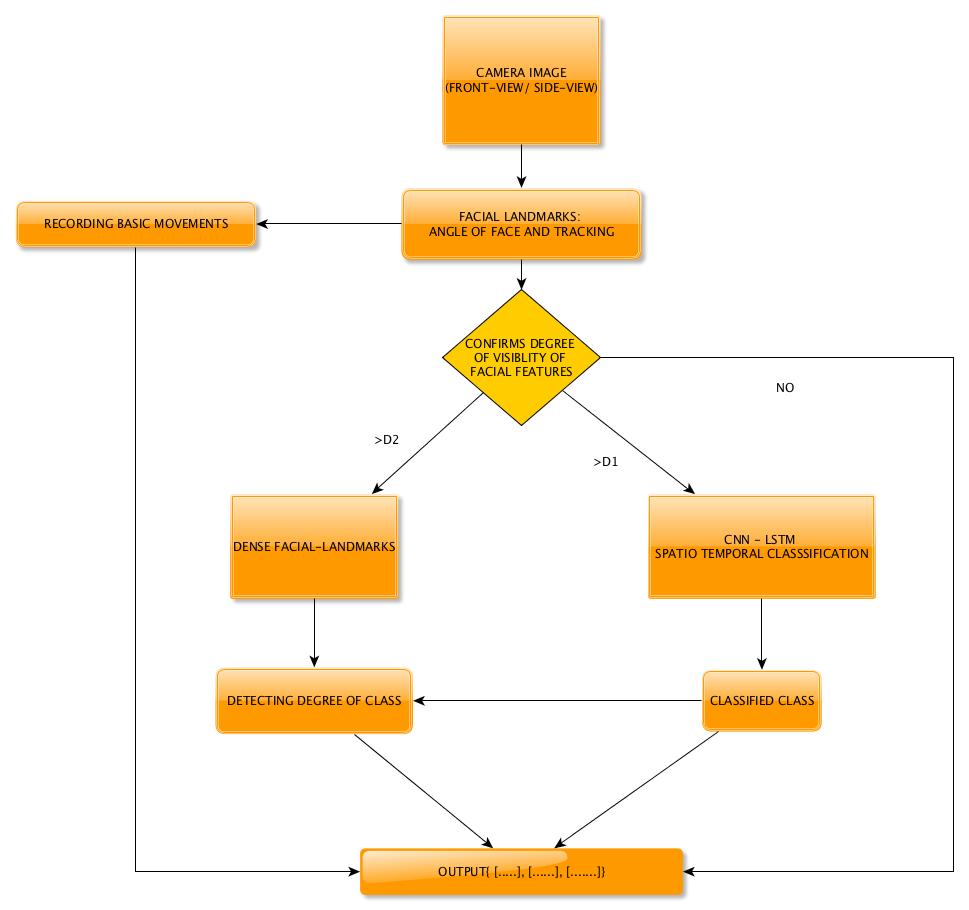 CAMERA IMAGE
(FRONT-VIEW/ SIDE-VIEW)
RECORDING BASIC MOVEMENTS
FACIAL LANDMARKS:
ANGLE OF FACE AND TRACKING
CONFIRMS DEGREE
OF VISIBLITY OF
FACIAL FEATURES
NO
>D2
>D1
DENSE FACIAL-LANDMARKS
CNN - LSTM
SPATIO TEMPORAL CLASSSIFICATION
DETECTING DEGREE OF CLASS
CLASSIFIED CLASS
OUTPUT{ [.....], [......], [.......]}